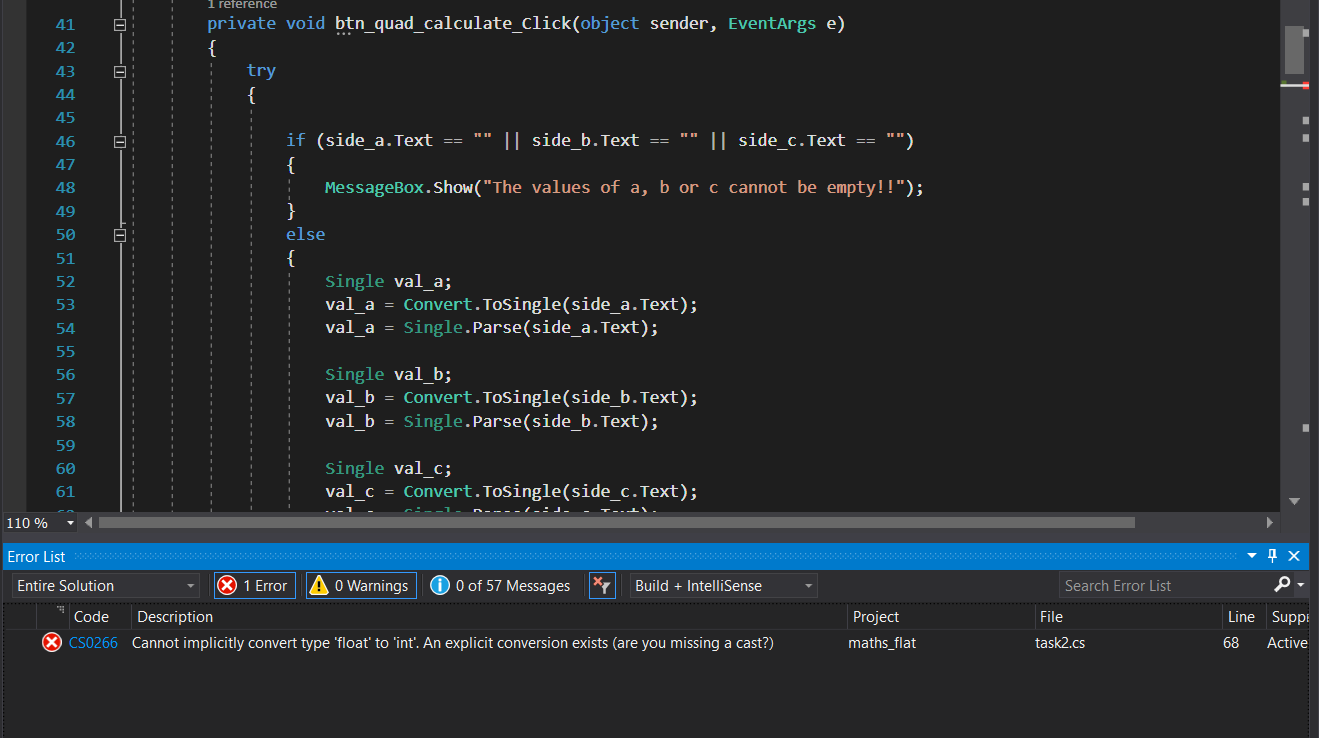 1 reference
41 private void btn_quad_calculate_Click(object sender, EventArgs e)
42 {
43 try
44 {
45
46 if (side_a.Text == "" || side_b.Text == "" || side_c.Text == "")
47 {
48 MessageBox.Show("The values of a, b or c cannot be empty!!");
49 }
50 else
51 {
52 Single val_a;
53 val_a = Convert.ToSingle(side_a.Text);
54 val_a = Single.Parse(side_a.Text);
55
56 Single val_b;
57 val_b = Convert.ToSingle(side_b.Text);
58 val_b = Single.Parse(side_b.Text);
59
60 Single val_c;
61 val_c = Convert.ToSingle(side_c.Text);
110 %
Error List
Entire Solution 1 Error 0 Warnings 0 of 57 Messages Build + IntelliSense Search Error List
Code Description Project File Line Suppr
CS0266 Cannot implicitly convert type 'float' to 'int'. An explicit conversion exists (are you missing a cast?) maths_flat task2.cs 68 Active